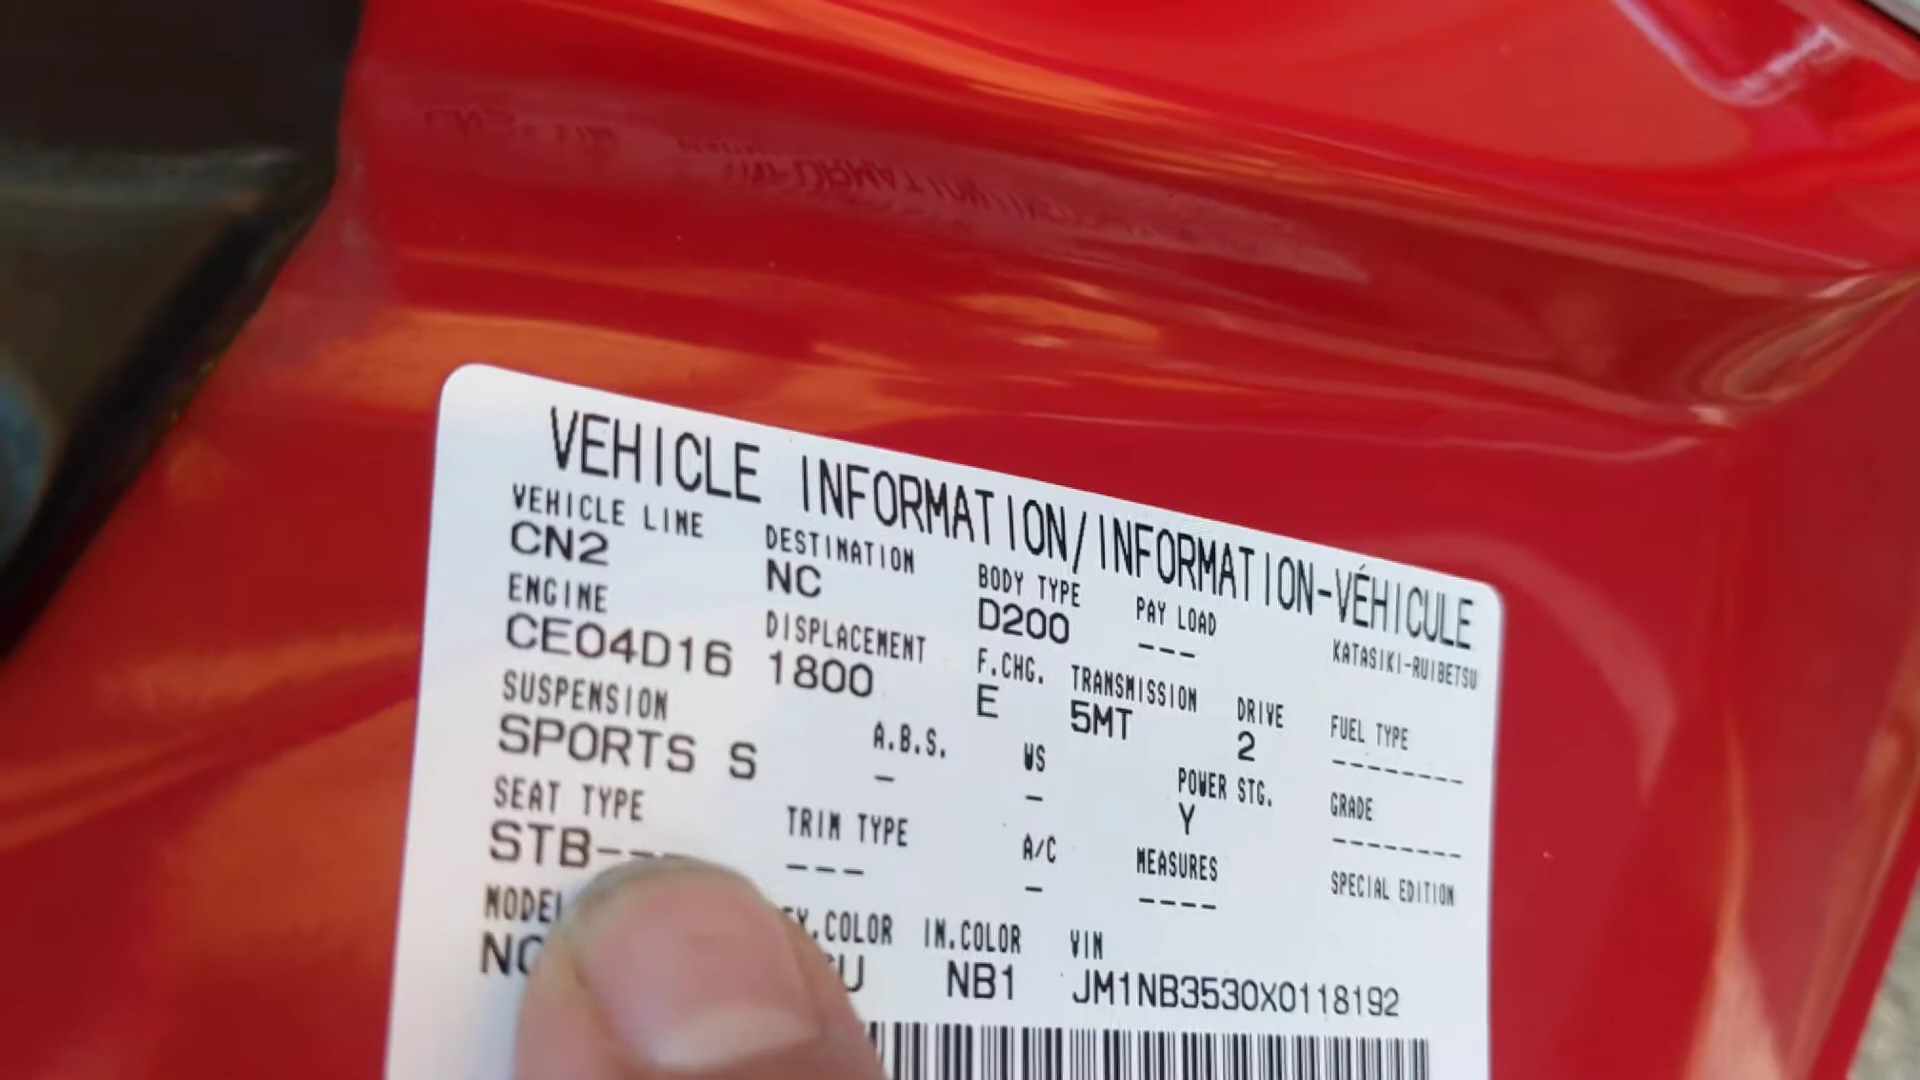 VEHICLE INFORMATION/INFORMATION-VÉHICULE
VEHICLE LINE DESTINATION BODY TYPE PAY LOAD KATASIKI-RUIBETSU
CN2 NC D200 ---
ENGINE DISPLACEMENT F.CHG. TRANSMISSION DRIVE FUEL TYPE
CE04D16 1800 E 5MT 2 --------
SUSPENSION A.B.S. WS POWER STG. GRADE
SPORTS S - - Y --------
SEAT TYPE TRIM TYPE A/C MEASURES SPECIAL EDITION
STB--- --- - ----
MODEL .COLOR IN.COLOR VIN
NB1 JM1NB3530X0118192